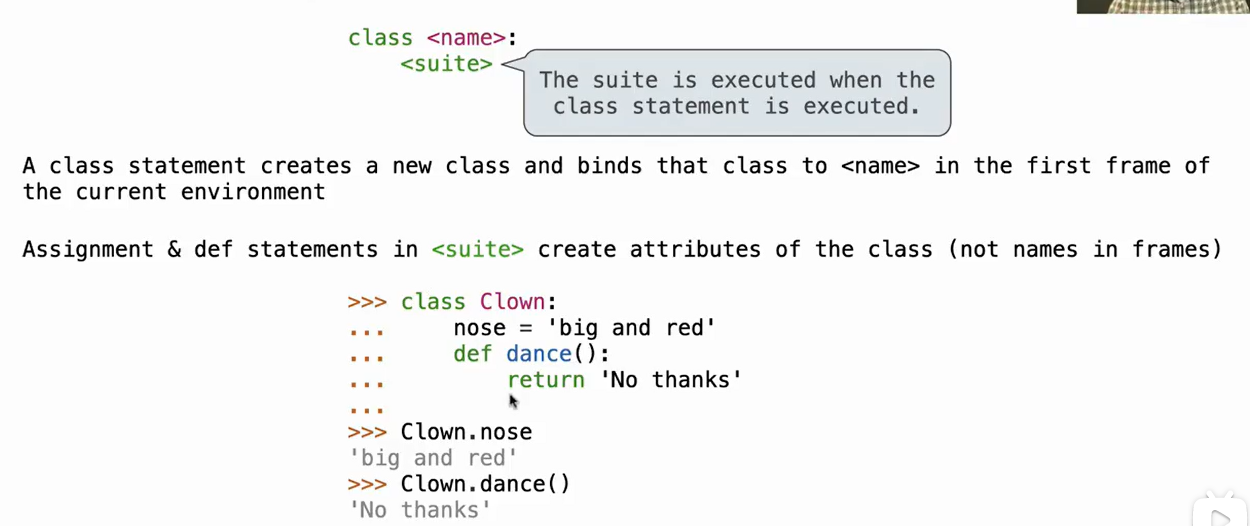 class <name>:
<suite>
The suite is executed when the
class statement is executed.
A class statement creates a new class and binds that class to <name> in the first frame of
the current environment
Assignment & def statements in <suite> create attributes of the class (not names in frames)
>>> class Clown:
...     nose = 'big and red'
...     def dance():
...         return 'No thanks'
...
>>> Clown.nose
'big and red'
>>> Clown.dance()
'No thanks'